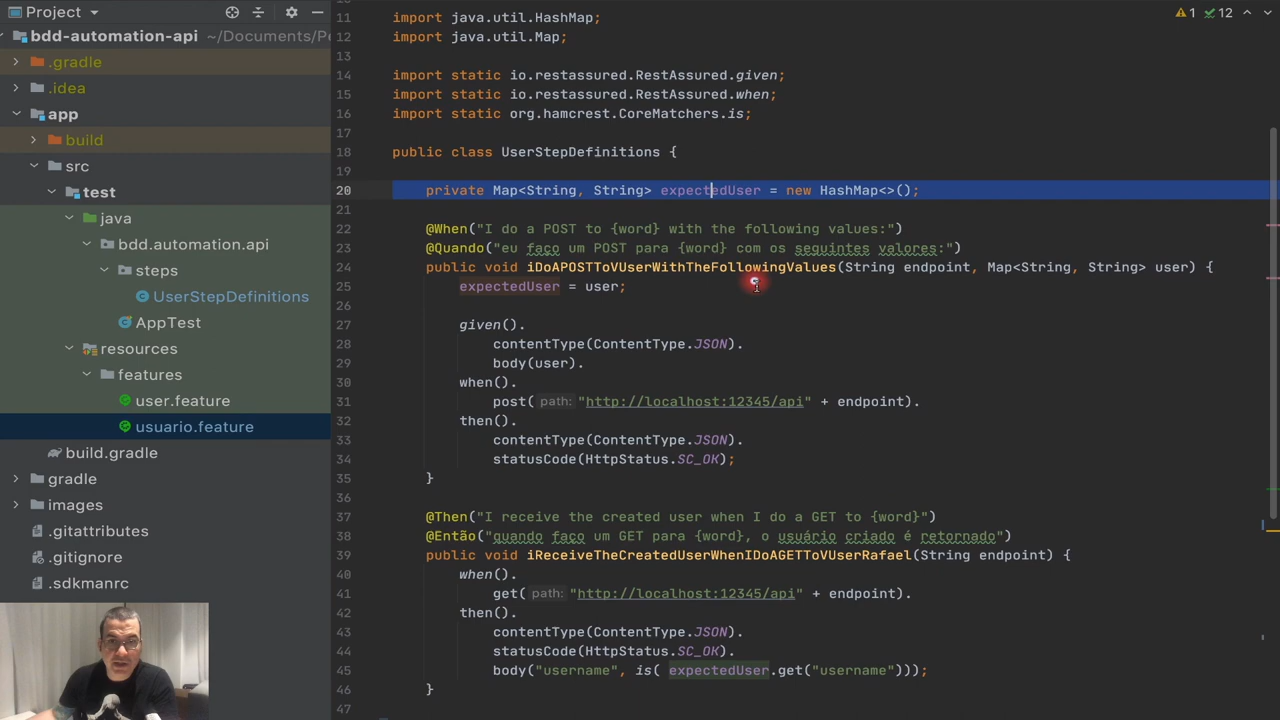 Project
bdd-automation-api ~/Documents/Pe
.gradle
.idea
app
build
src
test
java
bdd.automation.api
steps
UserStepDefinitions
AppTest
resources
features
user.feature
usuario.feature
build.gradle
gradle
images
.gitattributes
.gitignore
.sdkmanrc
1 12
11 import java.util.HashMap;
12 import java.util.Map;
13
14 import static io.restassured.RestAssured.given;
15 import static io.restassured.RestAssured.when;
16 import static org.hamcrest.CoreMatchers.is;
17
18 public class UserStepDefinitions {
19
20 private Map<String, String> expectedUser = new HashMap<>();
21
22 @When("I do a POST to {word} with the following values:")
23 @Quando("eu faço um POST para {word} com os seguintes valores:")
24 public void iDoAPOSTToVUserWithTheFollowingValues(String endpoint, Map<String, String> user) {
25 expectedUser = user;
26
27 given().
28 contentType(ContentType.JSON).
29 body(user).
30 when().
31 post( path: "http://localhost:12345/api" + endpoint).
32 then().
33 contentType(ContentType.JSON).
34 statusCode(HttpStatus.SC_OK);
35 }
36
37 @Then("I receive the created user when I do a GET to {word}")
38 @Então("quando faço um GET para {word}, o usuário criado é retornado")
39 public void iReceiveTheCreatedUserWhenIDoAGETToVUserRafael(String endpoint) {
40 when().
41 get( path: "http://localhost:12345/api" + endpoint).
42 then().
43 contentType(ContentType.JSON).
44 statusCode(HttpStatus.SC_OK).
45 body("username", is( expectedUser.get("username")));
46 }
47